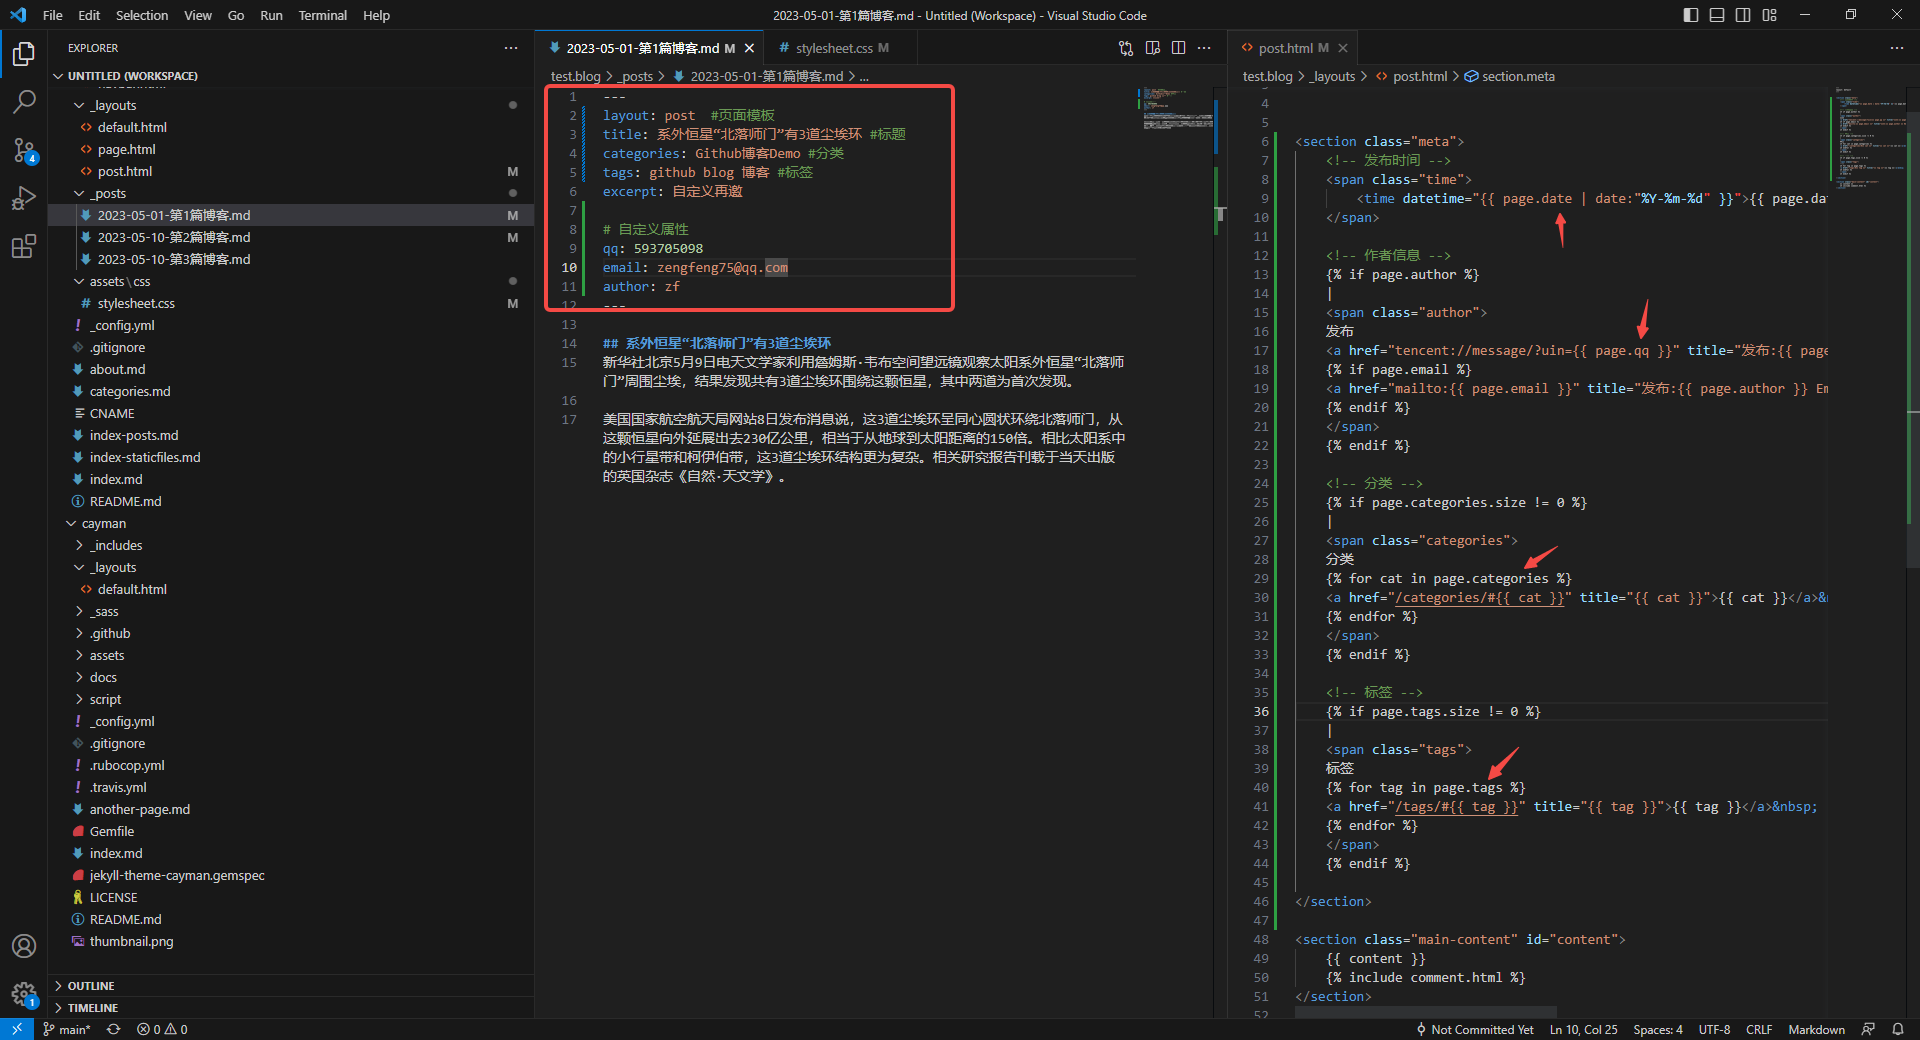 File Edit Selection View Go Run Terminal Help
2023-05-01-第1篇博客.md - Untitled (Workspace) - Visual Studio Code
EXPLORER
UNTITLED (WORKSPACE)
_layouts
default.html
page.html
post.html M
_posts
2023-05-01-第1篇博客.md M
2023-05-10-第2篇博客.md M
2023-05-10-第3篇博客.md
assets\css
stylesheet.css M
_config.yml
.gitignore
about.md
categories.md
CNAME
index-posts.md
index-staticfiles.md
index.md
README.md
cayman
_includes
_layouts
default.html
_sass
.github
assets
docs
script
_config.yml
.gitignore
.rubocop.yml
.travis.yml
another-page.md
Gemfile
index.md
jekyll-theme-cayman.gemspec
LICENSE
README.md
thumbnail.png
OUTLINE
TIMELINE
4
1
2023-05-01-第1篇博客.md M
stylesheet.css M
test.blog > _posts > 2023-05-01-第1篇博客.md > ...
1 ---
2 layout: post  #页面模板
3 title: 系外恒星“北落师门”有3道尘埃环 #标题
4 categories: Github博客Demo #分类
5 tags: github blog 博客 #标签
6 excerpt: 自定义再邀
7
8 # 自定义属性
9 qq: 593705098
10 email: zengfeng75@qq.com
11 author: zf
12 ---
13
14 ## 系外恒星“北落师门”有3道尘埃环
15 新华社北京5月9日电天文学家利用詹姆斯·韦布空间望远镜观察太阳系外恒星“北落师
门”周围尘埃，结果发现共有3道尘埃环围绕这颗恒星，其中两道为首次发现。
16
17 美国国家航空航天局网站8日发布消息说，这3道尘埃环呈同心圆状环绕北落师门，从
这颗恒星向外延展出去230亿公里，相当于从地球到太阳距离的150倍。相比太阳系中
的小行星带和柯伊伯带，这3道尘埃环结构更为复杂。相关研究报告刊载于当天出版
的英国杂志《自然·天文学》。
post.html M
test.blog > _layouts > post.html > section.meta
4
5
6 <section class="meta">
7 <!-- 发布时间 -->
8 <span class="time">
9 <time datetime="{{ page.date | date:"%Y-%m-%d" }}">{{ page.da
10 </span>
11
12 <!-- 作者信息 -->
13 {% if page.author %}
14 |
15 <span class="author">
16 发布
17 <a href="tencent://message/?uin={{ page.qq }}" title="发布:{{ page
18 {% if page.email %}
19 <a href="mailto:{{ page.email }}" title="发布:{{ page.author }} Em
20 {% endif %}
21 </span>
22 {% endif %}
23
24 <!-- 分类 -->
25 {% if page.categories.size != 0 %}
26 |
27 <span class="categories">
28 分类
29 {% for cat in page.categories %}
30 <a href="/categories/#{{ cat }}" title="{{ cat }}">{{ cat }}</a>&n
31 {% endfor %}
32 </span>
33 {% endif %}
34
35 <!-- 标签 -->
36 {% if page.tags.size != 0 %}
37 |
38 <span class="tags">
39 标签
40 {% for tag in page.tags %}
41 <a href="/tags/#{{ tag }}" title="{{ tag }}">{{ tag }}</a>&nbsp;
42 {% endfor %}
43 </span>
44 {% endif %}
45
46 </section>
47
48 <section class="main-content" id="content">
49 {{ content }}
50 {% include comment.html %}
51 </section>
52
main* 0 0
Not Committed Yet Ln 10, Col 25 Spaces: 4 UTF-8 CRLF Markdown